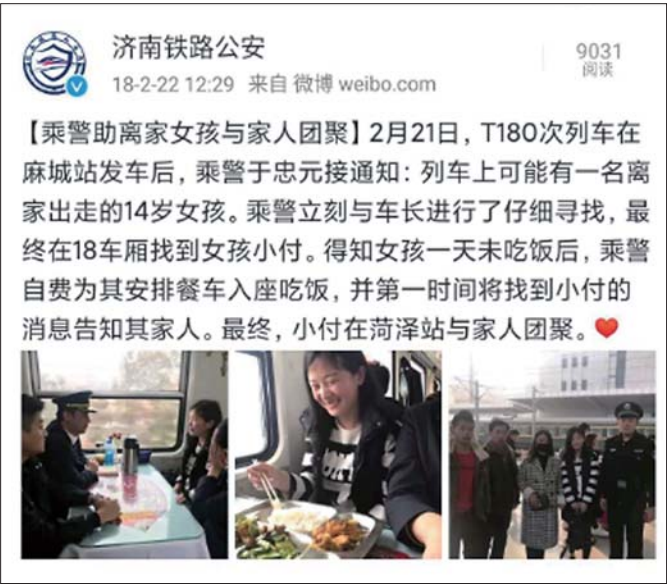 济南铁路公安
9031
18-2-22 12:29 来自 微博 weibo.com
阅读
【乘警助离家女孩与家人团聚】2月21日，T180次列车在
麻城站发车后，乘警于忠元接通知：列车上可能有一名离
家出走的14岁女孩。乘警立刻与车长进行了仔细寻找，最
终在18车厢找到女孩小付。得知女孩一天未吃饭后，乘警
自费为其安排餐车入座吃饭，并第一时间将找到小付的
消息告知其家人。最终，小付在菏泽站与家人团聚。❤️